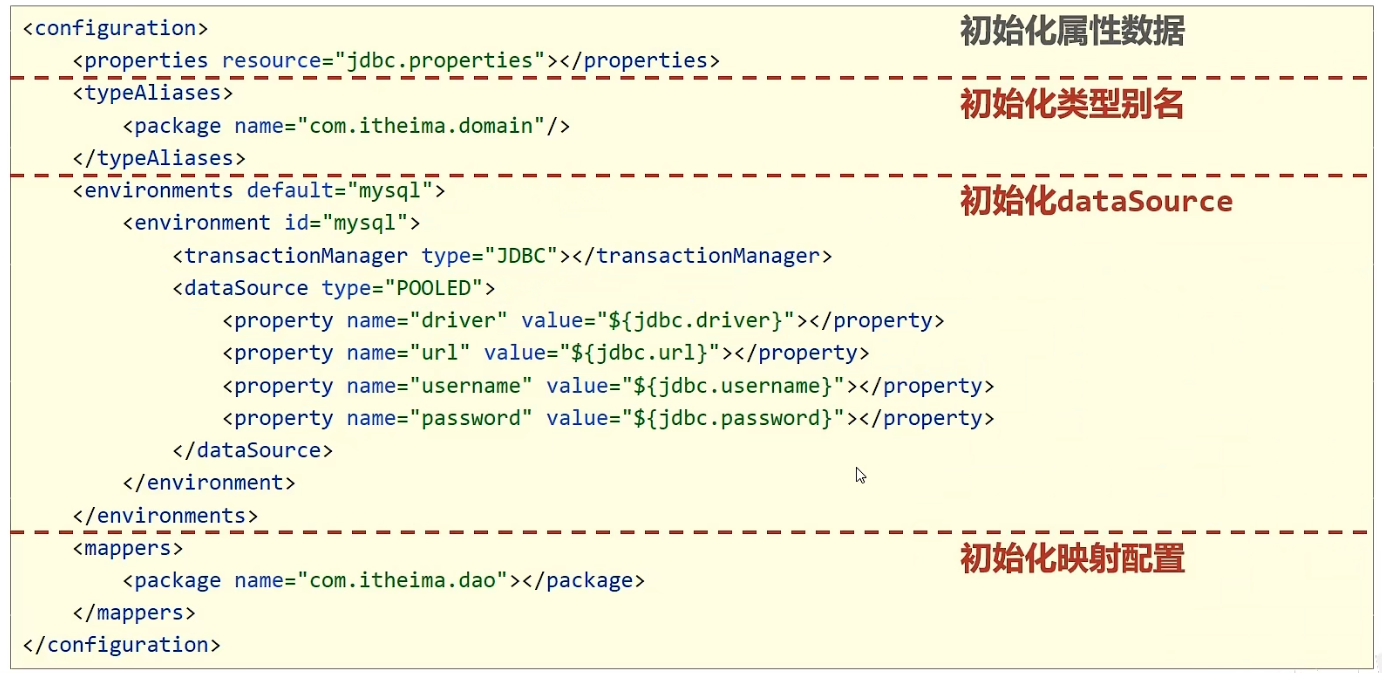 <configuration> 初始化属性数据
<properties resource="jdbc.properties"></properties>
<typeAliases> 初始化类型别名
<package name="com.itheima.domain"/>
</typeAliases>
<environments default="mysql"> 初始化dataSource
<environment id="mysql">
<transactionManager type="JDBC"></transactionManager>
<dataSource type="POOLED">
<property name="driver" value="${jdbc.driver}"></property>
<property name="url" value="${jdbc.url}"></property>
<property name="username" value="${jdbc.username}"></property>
<property name="password" value="${jdbc.password}"></property>
</dataSource>
</environment>
</environments>
<mappers> 初始化映射配置
<package name="com.itheima.dao"></package>
</mappers>
</configuration>